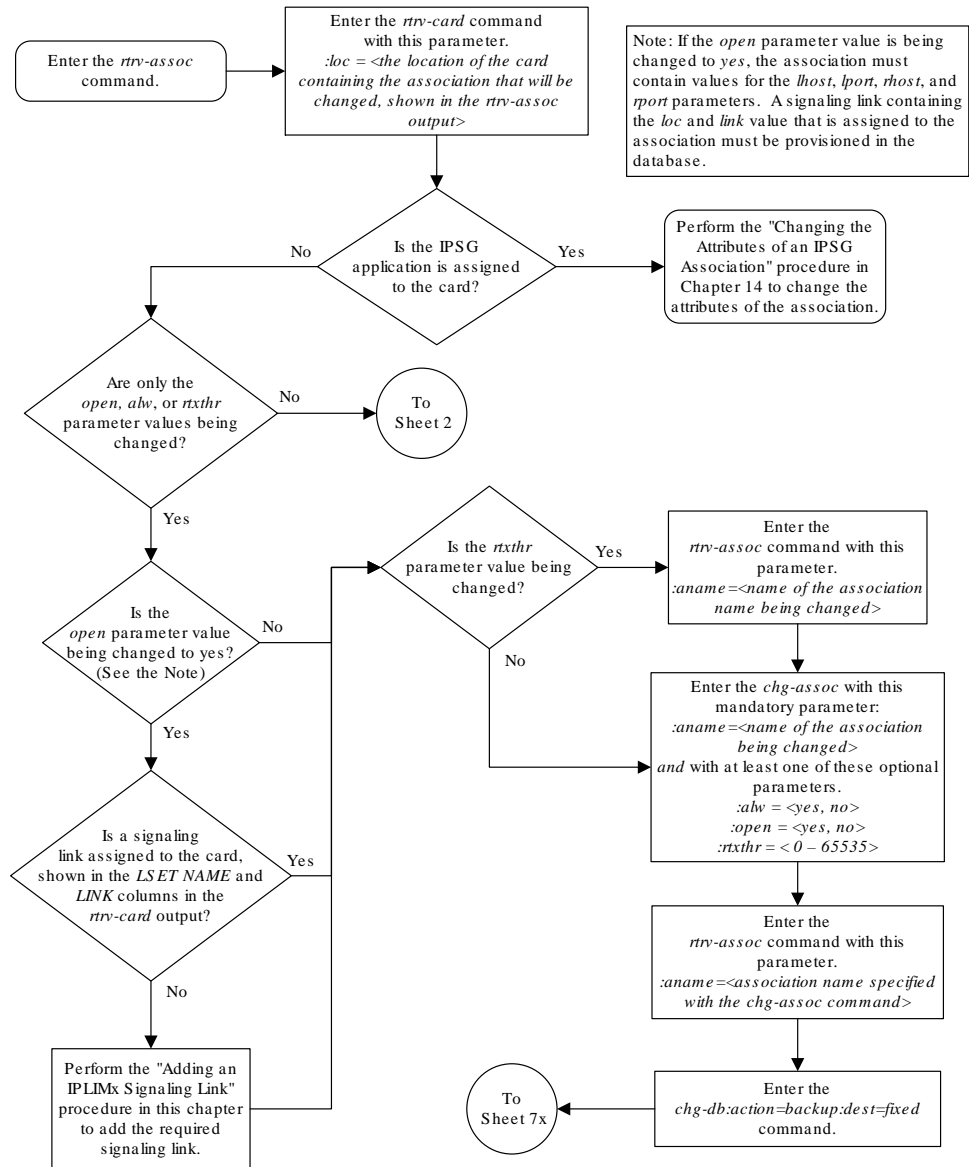 Enter the rtrv-assoc
command.
Enter the rtrv-card command
with this parameter.
:loc = <the location of the card
containing the association that will be
changed, shown in the rtrv-assoc
output>
Note: If the open parameter value is being
changed to yes, the association must
contain values for the lhost, lport, rhost, and
rport parameters. A signaling link containing
the loc and link value that is assigned to the
association must be provisioned in the
database.
Is the IPSG
application is assigned
to the card?
No
Yes
Perform the "Changing the
Attributes of an IPSG
Association" procedure in
Chapter 14 to change the
attributes of the association.
Are only the
open, alw, or rtxthr
parameter values being
changed?
No
To
Sheet 2
Yes
Is the
open parameter value
being changed to yes?
(See the Note)
No
Yes
Is a signaling
link assigned to the card,
shown in the LSET NAME and
LINK columns in the
rtrv-card output?
Yes
No
Perform the "Adding an
IPLIMx Signaling Link"
procedure in this chapter
to add the required
signaling link.
Is the rtxthr
parameter value being
changed?
Yes
No
Enter the
rtrv-assoc command with this
parameter.
:aname=<name of the association
name being changed>
Enter the chg-assoc with this
mandatory parameter:
:aname=<name of the association
being changed>
and with at least one of these optional
parameters.
:alw = <yes, no>
:open = <yes, no>
:rtxthr = < 0 – 65535>
Enter the
rtrv-assoc command with this
parameter.
:aname=<association name specified
with the chg-assoc command>
Enter the
chg-db:action=backup:dest=fixed
command.
To
Sheet 7x